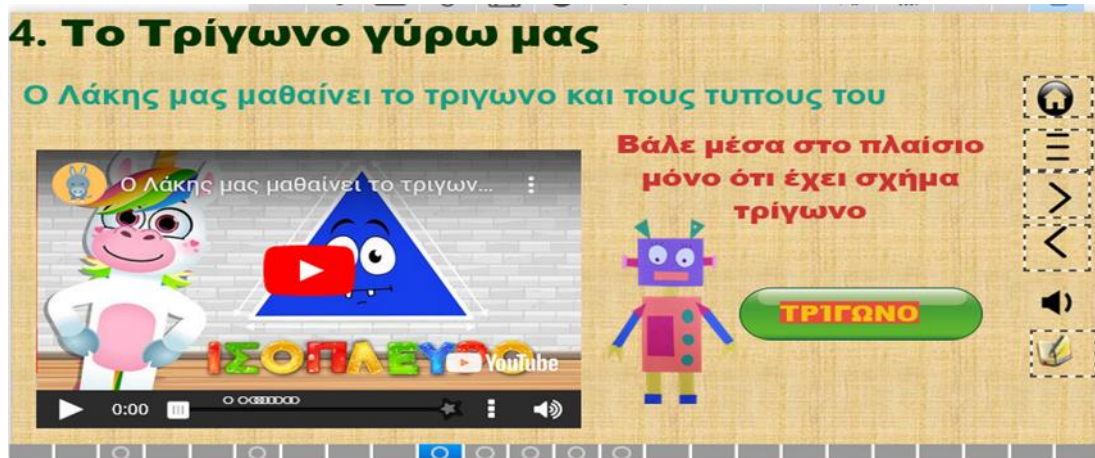 4. Το Τρίγωνο γύρω μας
Ο Λάκης μας μαθαίνει το τριγωνο και τους τυπους του
Βάλε μέσα στο πλαίσιο
μόνο ότι έχει σχήμα
τρίγωνο
Ο Λάκης μας μαθαίνει το τριγων...
ΤΡΙΓΩΝΟ
ΙΣΟΠΛΕΥΡΟ
YouTube
0:00